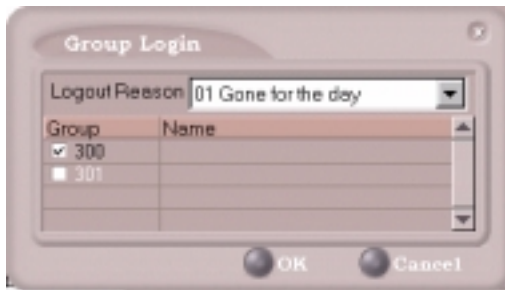 Group Login
Logout Reason 01 Gone for the day
Group Name
300
301
OK Cancel